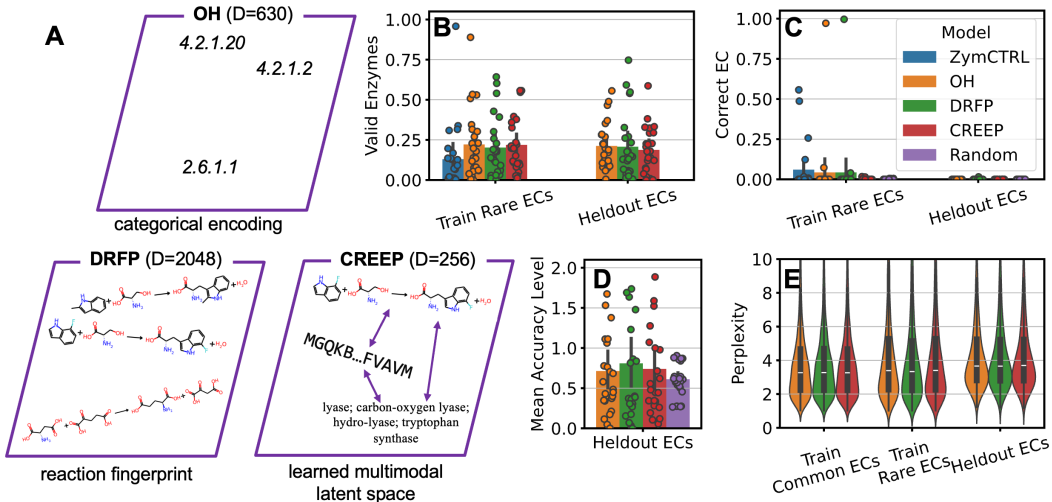 A
OH (D=630)
4.2.1.20
4.2.1.2
2.6.1.1
categorical encoding
B
Valid Enzymes
1.00
0.75
0.50
0.25
0.00
Train Rare ECs
Heldout ECs
C
Correct EC
1.00
0.75
0.50
0.25
0.00
Train Rare ECs
Heldout ECs
Model
ZymCTRL
OH
DRFP
CREEP
Random
DRFP (D=2048)
reaction fingerprint
CREEP (D=256)
MGQKB...FVAVM
lyase; carbon-oxygen lyase;
hydro-lyase; tryptophan
synthase
learned multimodal
latent space
D
Mean Accuracy Level
2.0
1.5
1.0
0.5
0.0
Heldout ECs
E
Perplexity
10
8
6
4
2
0
Train
Common ECs
Train
Rare ECs
Heldout ECs